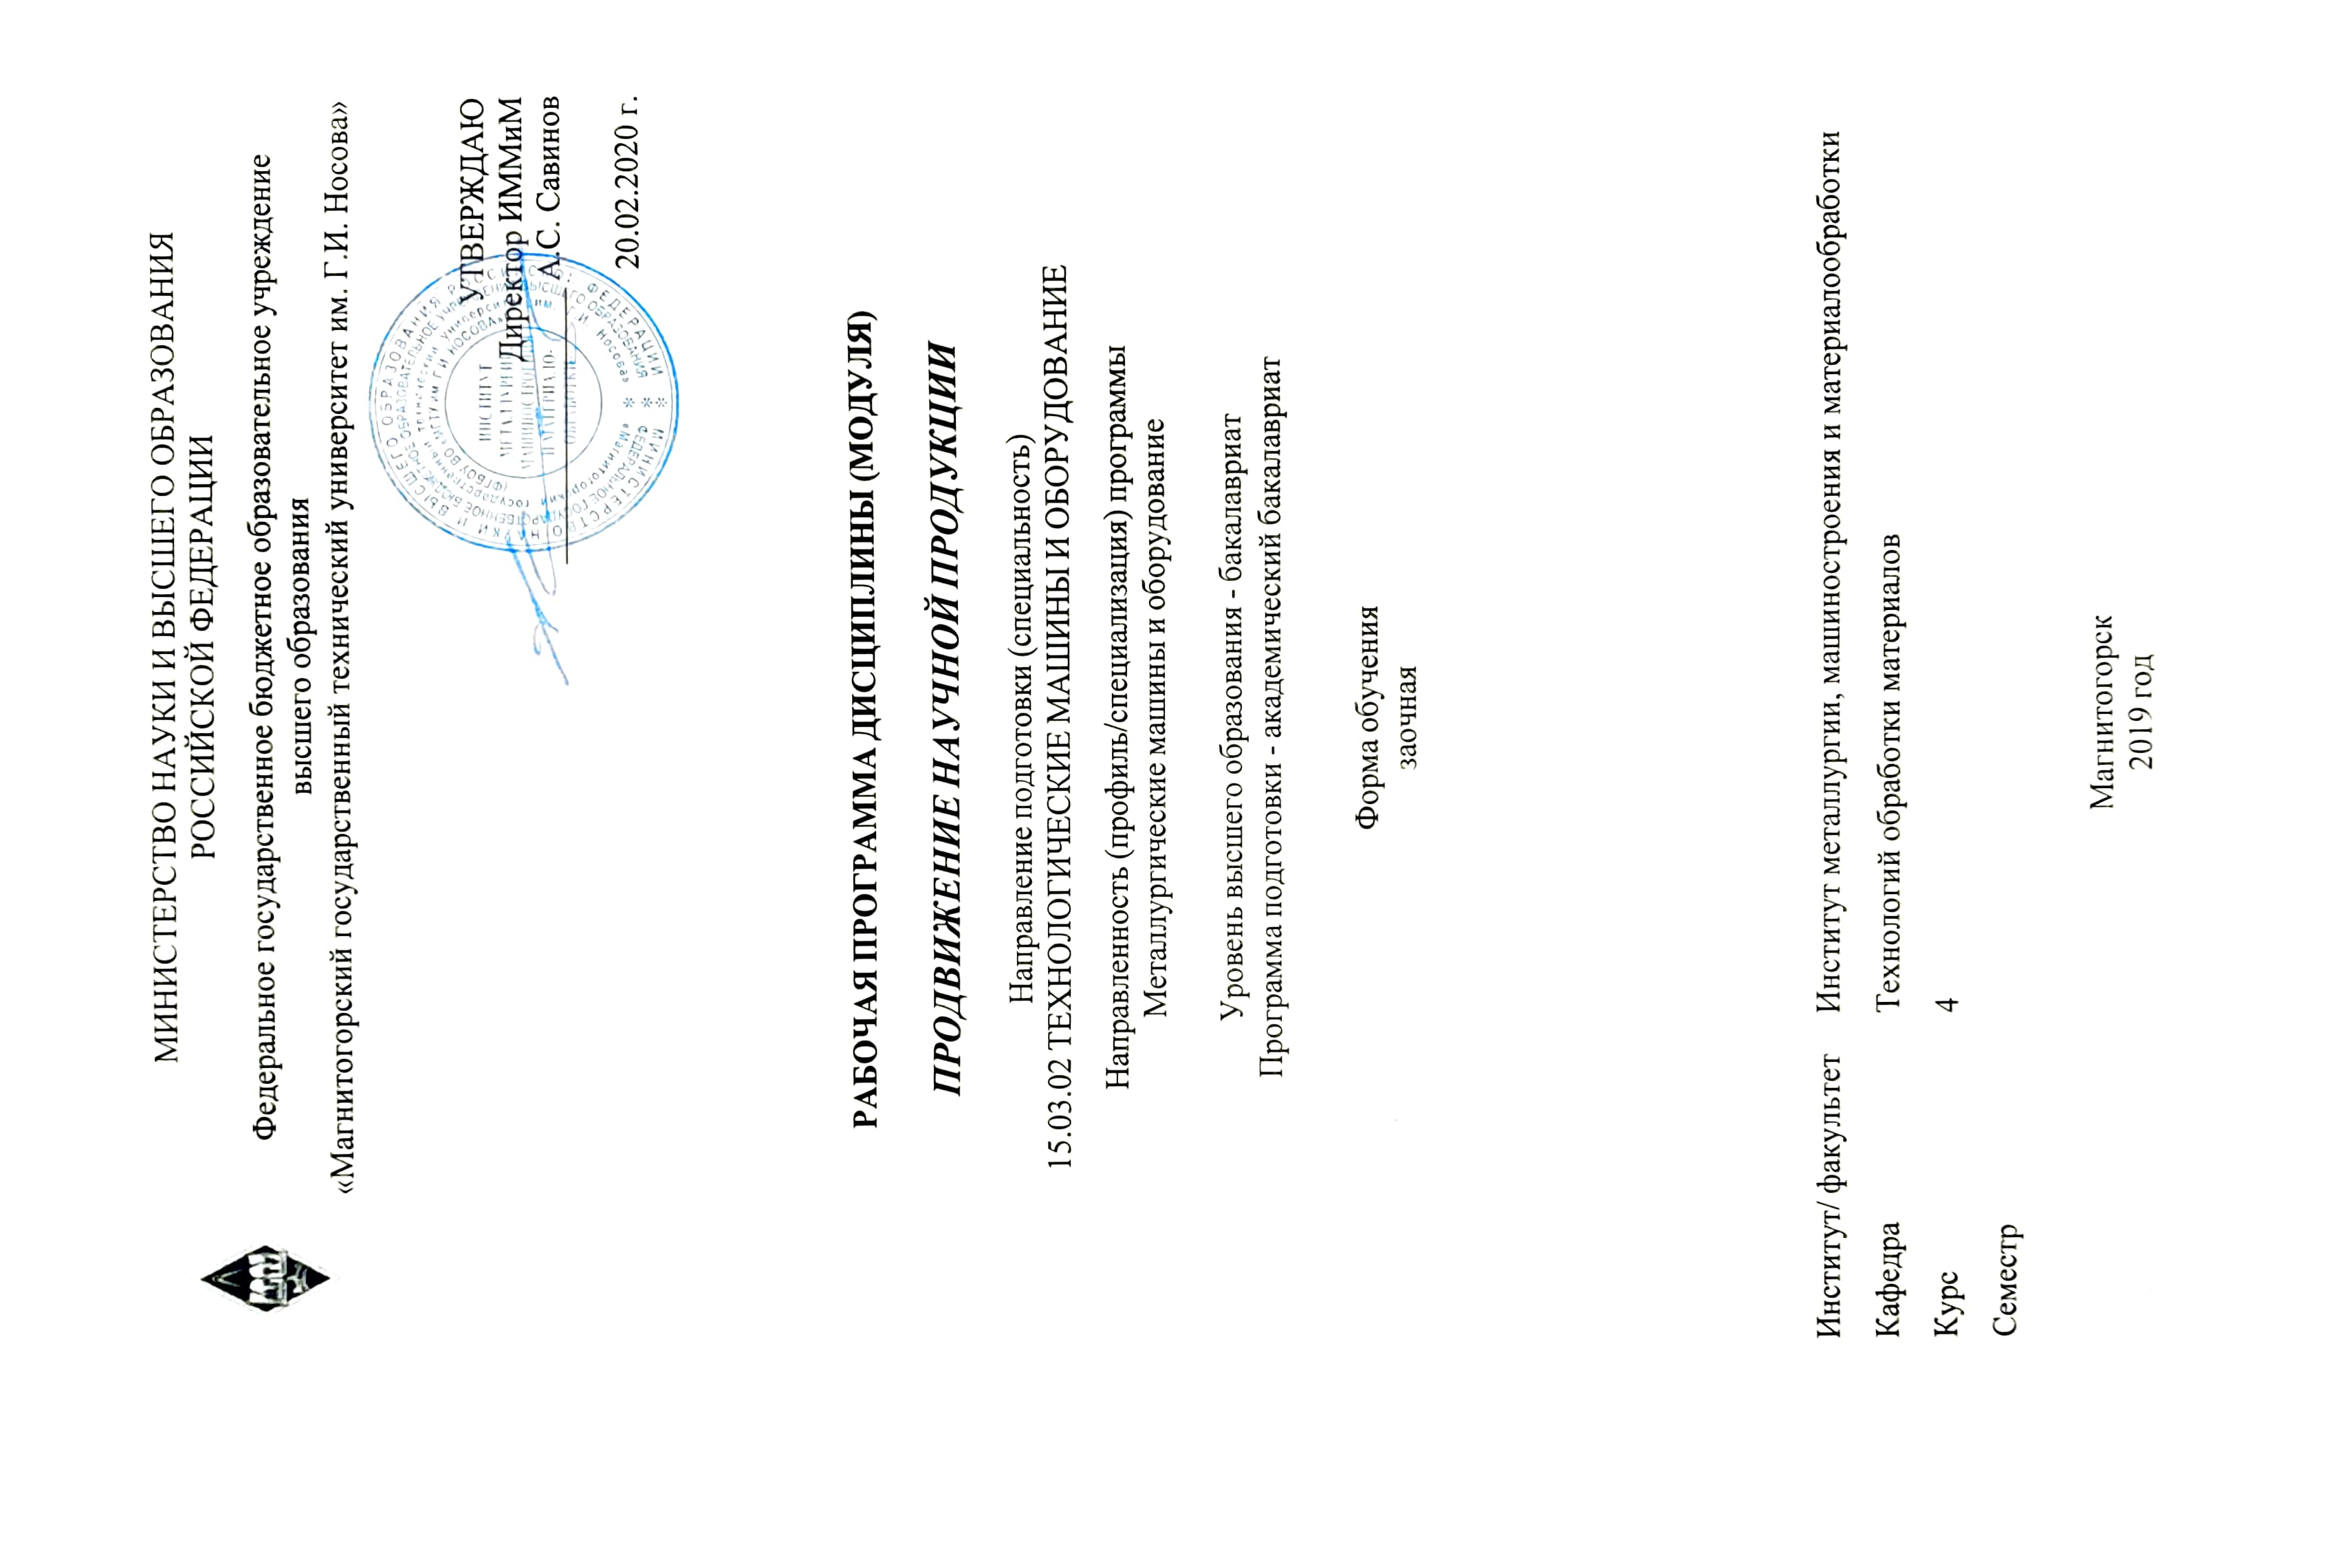 МИНИСТЕРСТВО НАУКИ И ВЫСШЕГО ОБРАЗОВАНИЯ
РОССИЙСКОЙ ФЕДЕРАЦИИ
Федеральное государственное бюджетное образовательное учреждение
высшего образования
«Магнитогорский государственный технический университет им. Г.И. Носова»
УТВЕРЖДАЮ
Директор ИММиМ
А.С. Савинов
20.02.2020 г.
РАБОЧАЯ ПРОГРАММА ДИСЦИПЛИНЫ (МОДУЛЯ)
ПРОДВИЖЕНИЕ НАУЧНОЙ ПРОДУКЦИИ
Направление подготовки (специальность)
15.03.02 ТЕХНОЛОГИЧЕСКИЕ МАШИНЫ И ОБОРУДОВАНИЕ
Направленность (профиль/специализация) программы
Металлургические машины и оборудование
Уровень высшего образования - бакалавриат
Программа подготовки - академический бакалавриат
Форма обучения
заочная
Институт/ факультет Институт металлургии, машиностроения и материалообработки
Кафедра Технологий обработки материалов
Курс 4
Семестр
Магнитогорск
2019 год